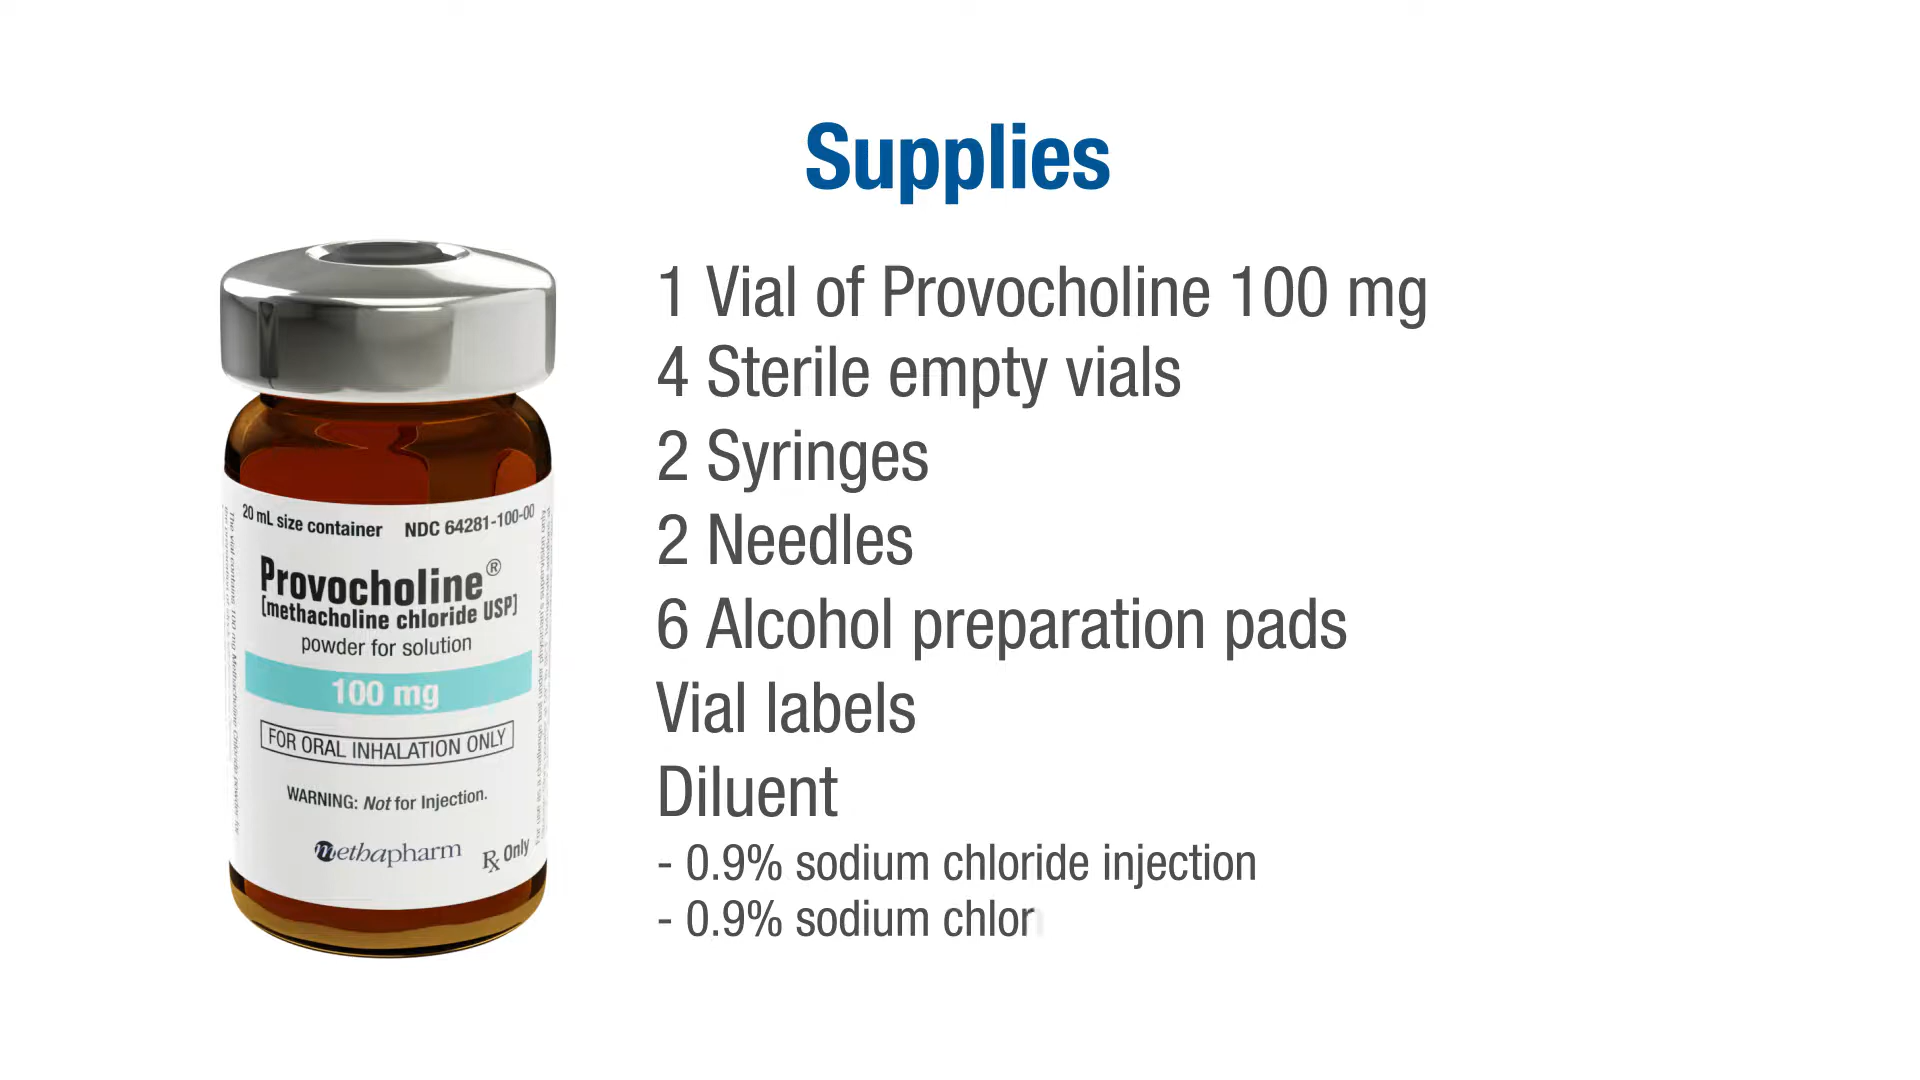 Supplies
1 Vial of Provocholine 100 mg
4 Sterile empty vials
2 Syringes
2 Needles
6 Alcohol preparation pads
Vial labels
Diluent
- 0.9% sodium chloride injection
- 0.9% sodium chlor
20 mL size container NDC 64281-100-00
Provocholine®
[methacholine chloride USP]
powder for solution
100 mg
FOR ORAL INHALATION ONLY
WARNING: Not for Injection.
methapharm Rx Only